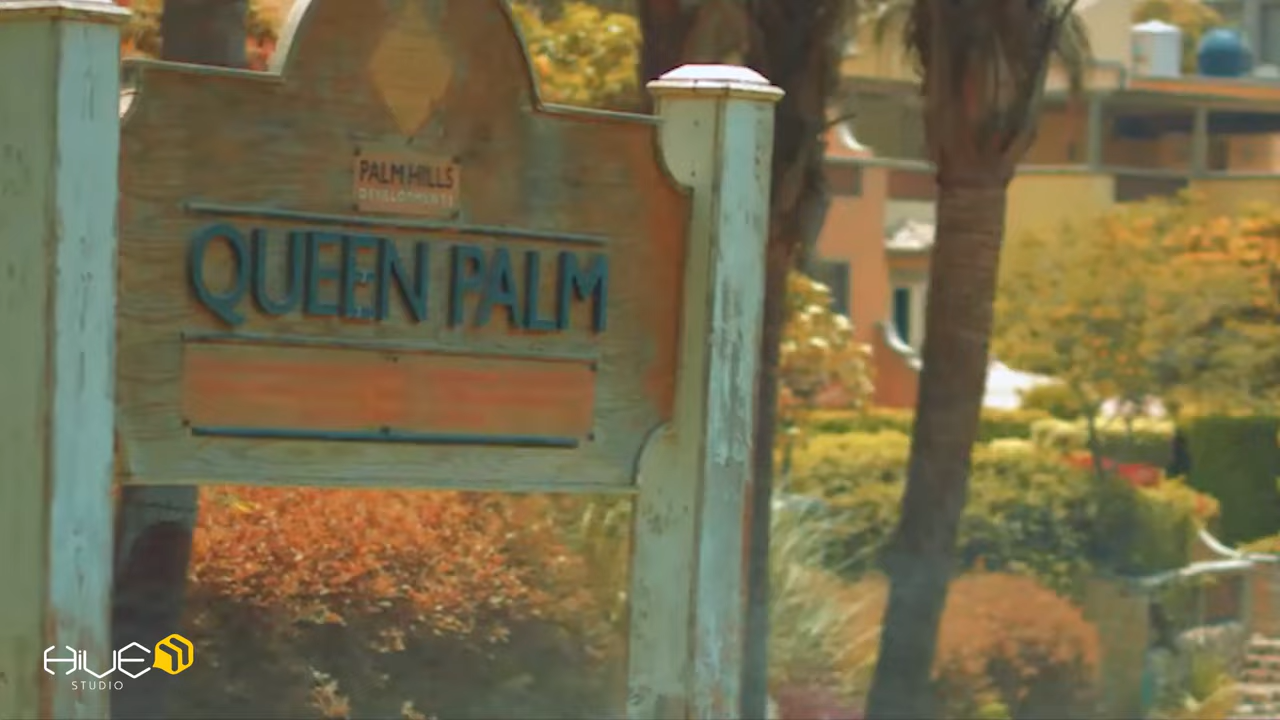 PALM HILLS
DEVELOPMENTS
QUEEN PALM
HIVE
STUDIO